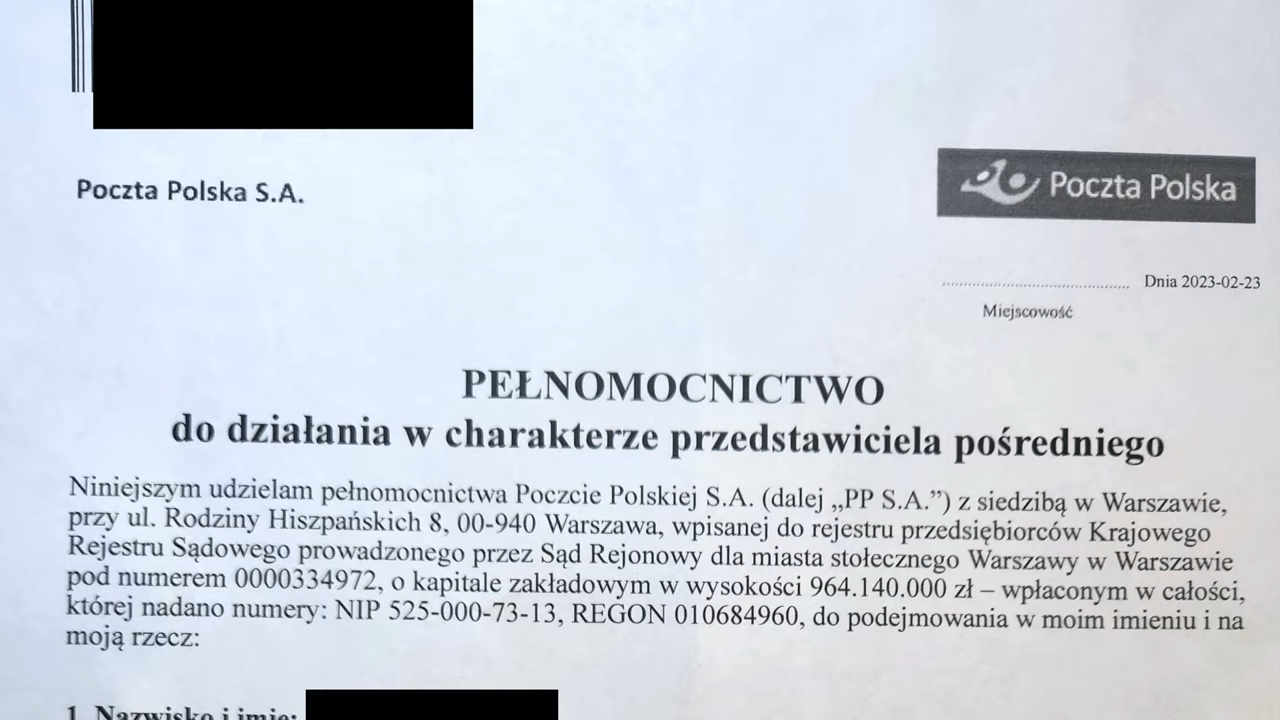 Poczta Polska S.A.
Poczta Polska
........................................ Dnia 2023-02-23
Miejscowość
PEŁNOMOCNICTWO
do działania w charakterze przedstawiciela pośredniego
Niniejszym udzielam pełnomocnictwa Poczcie Polskiej S.A. (dalej „PP S.A.”) z siedzibą w Warszawie,
przy ul. Rodziny Hiszpańskich 8, 00-940 Warszawa, wpisanej do rejestru przedsiębiorców Krajowego
Rejestru Sądowego prowadzonego przez Sąd Rejonowy dla miasta stołecznego Warszawy w Warszawie
pod numerem 0000334972, o kapitale zakładowym w wysokości 964.140.000 zł – wpłaconym w całości,
której nadano numery: NIP 525-000-73-13, REGON 010684960, do podejmowania w moim imieniu i na
moją rzecz:
1. Nazwisko i imię: